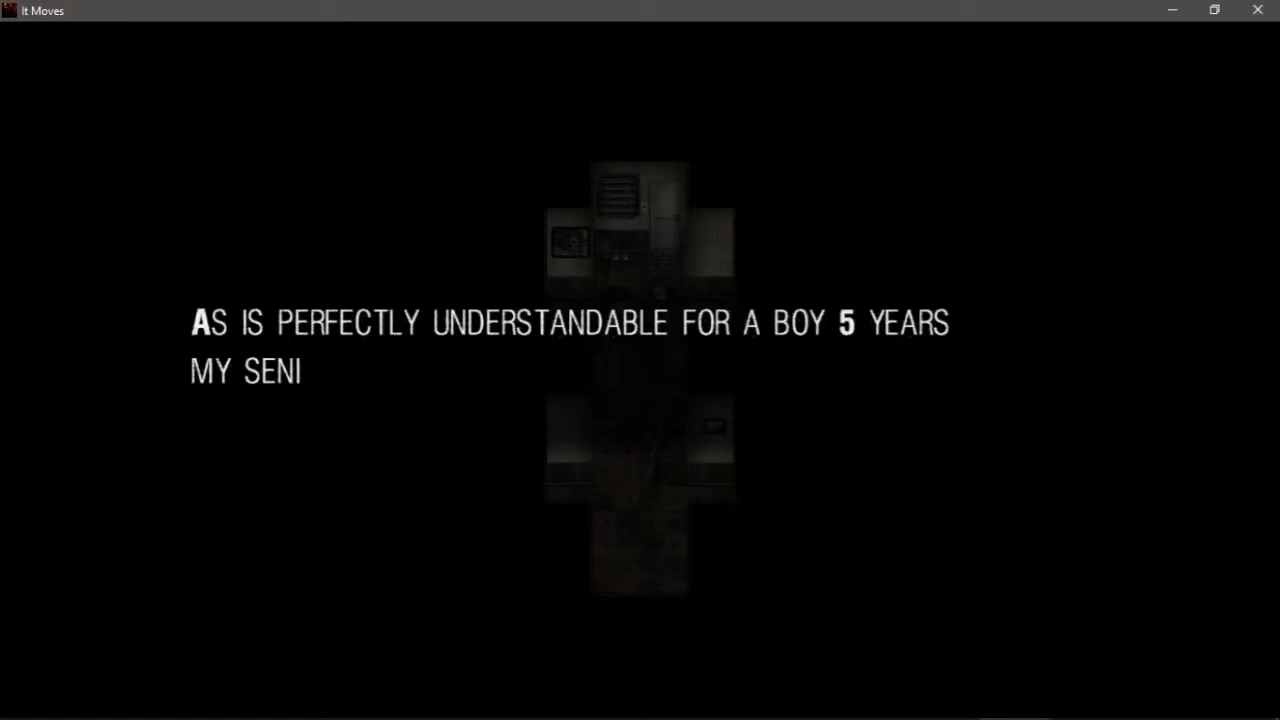 It Moves
AS IS PERFECTLY UNDERSTANDABLE FOR A BOY 5 YEARS
MY SENI